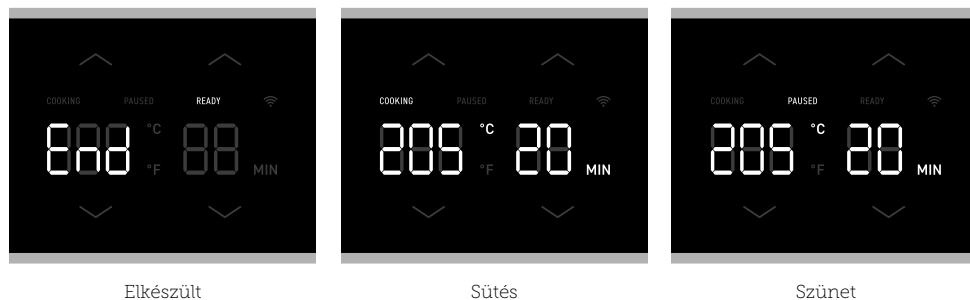 COOKING PAUSED READY
End °C °F MIN
Elkészült
COOKING PAUSED READY
205 °C 20 °F MIN
Sütés
COOKING PAUSED READY
205 °C 20 °F MIN
Szünet